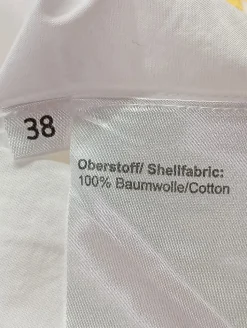 38
Oberstoff/ Shellfabric:
100% Baumwolle/Cotton